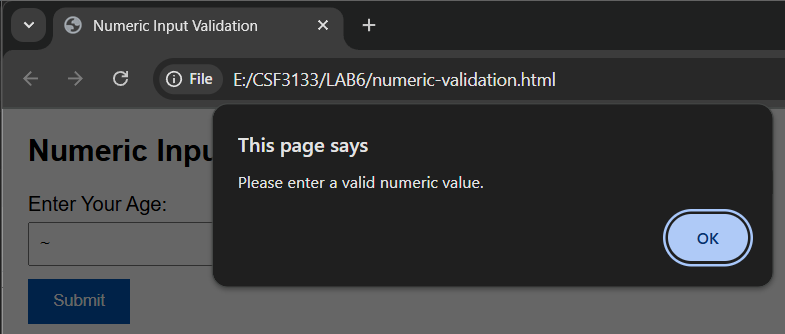 Numeric Input Validation
File
E:/CSF3133/LAB6/numeric-validation.html
This page says
Please enter a valid numeric value.
OK
Numeric Inpu
Enter Your Age:
~
Submit